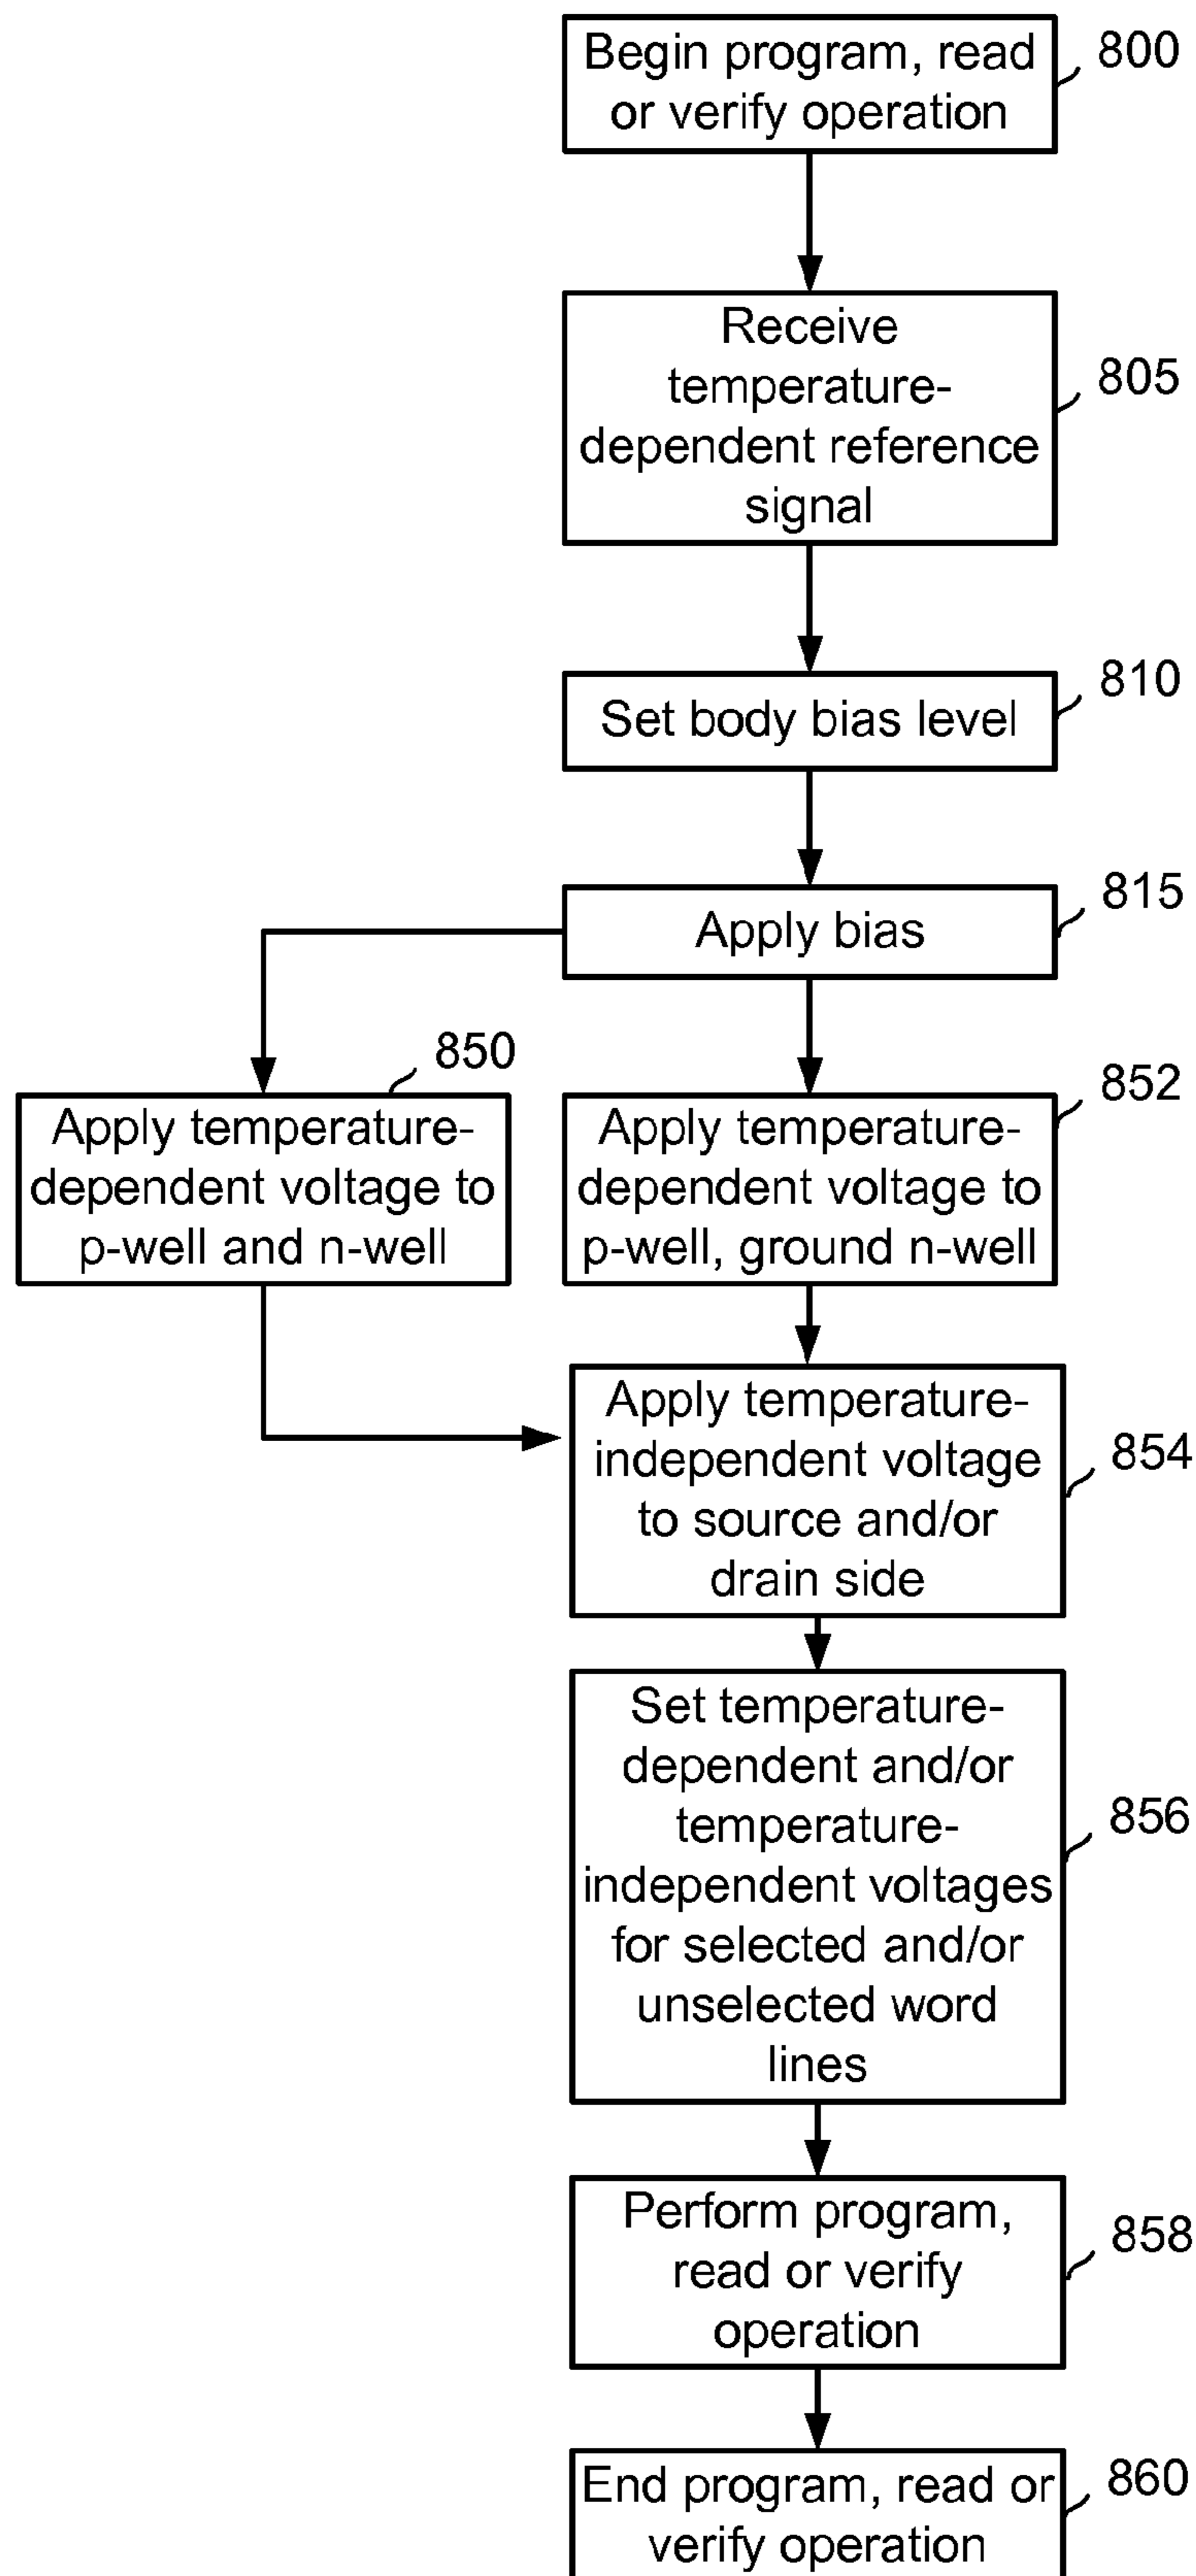 Begin program, read
or verify operation
800
Receive
temperature-
dependent reference
signal
805
Set body bias level
810
Apply bias
815
850
Apply temperature-
dependent voltage to
p-well and n-well
852
Apply temperature-
dependent voltage to
p-well, ground n-well
Apply temperature-
independent voltage
to source and/or
drain side
854
Set temperature-
dependent and/or
temperature-
independent voltages
for selected and/or
unselected word
lines
856
Perform program,
read or verify
operation
858
End program, read or
verify operation
860